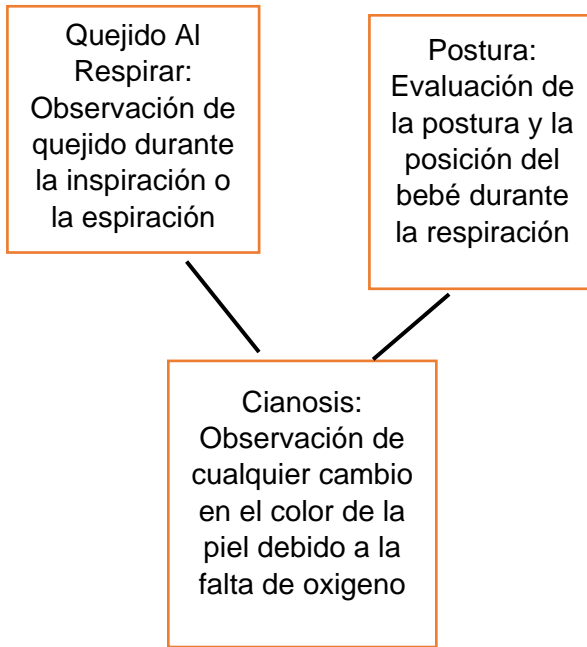 Quejido Al
Respirar:
Observación de
quejido durante
la inspiración o
la espiración
Postura:
Evaluación de
la postura y la
posición del
bebé durante
la respiración
Cianosis:
Observación de
cualquier cambio
en el color de la
piel debido a la
falta de oxigeno